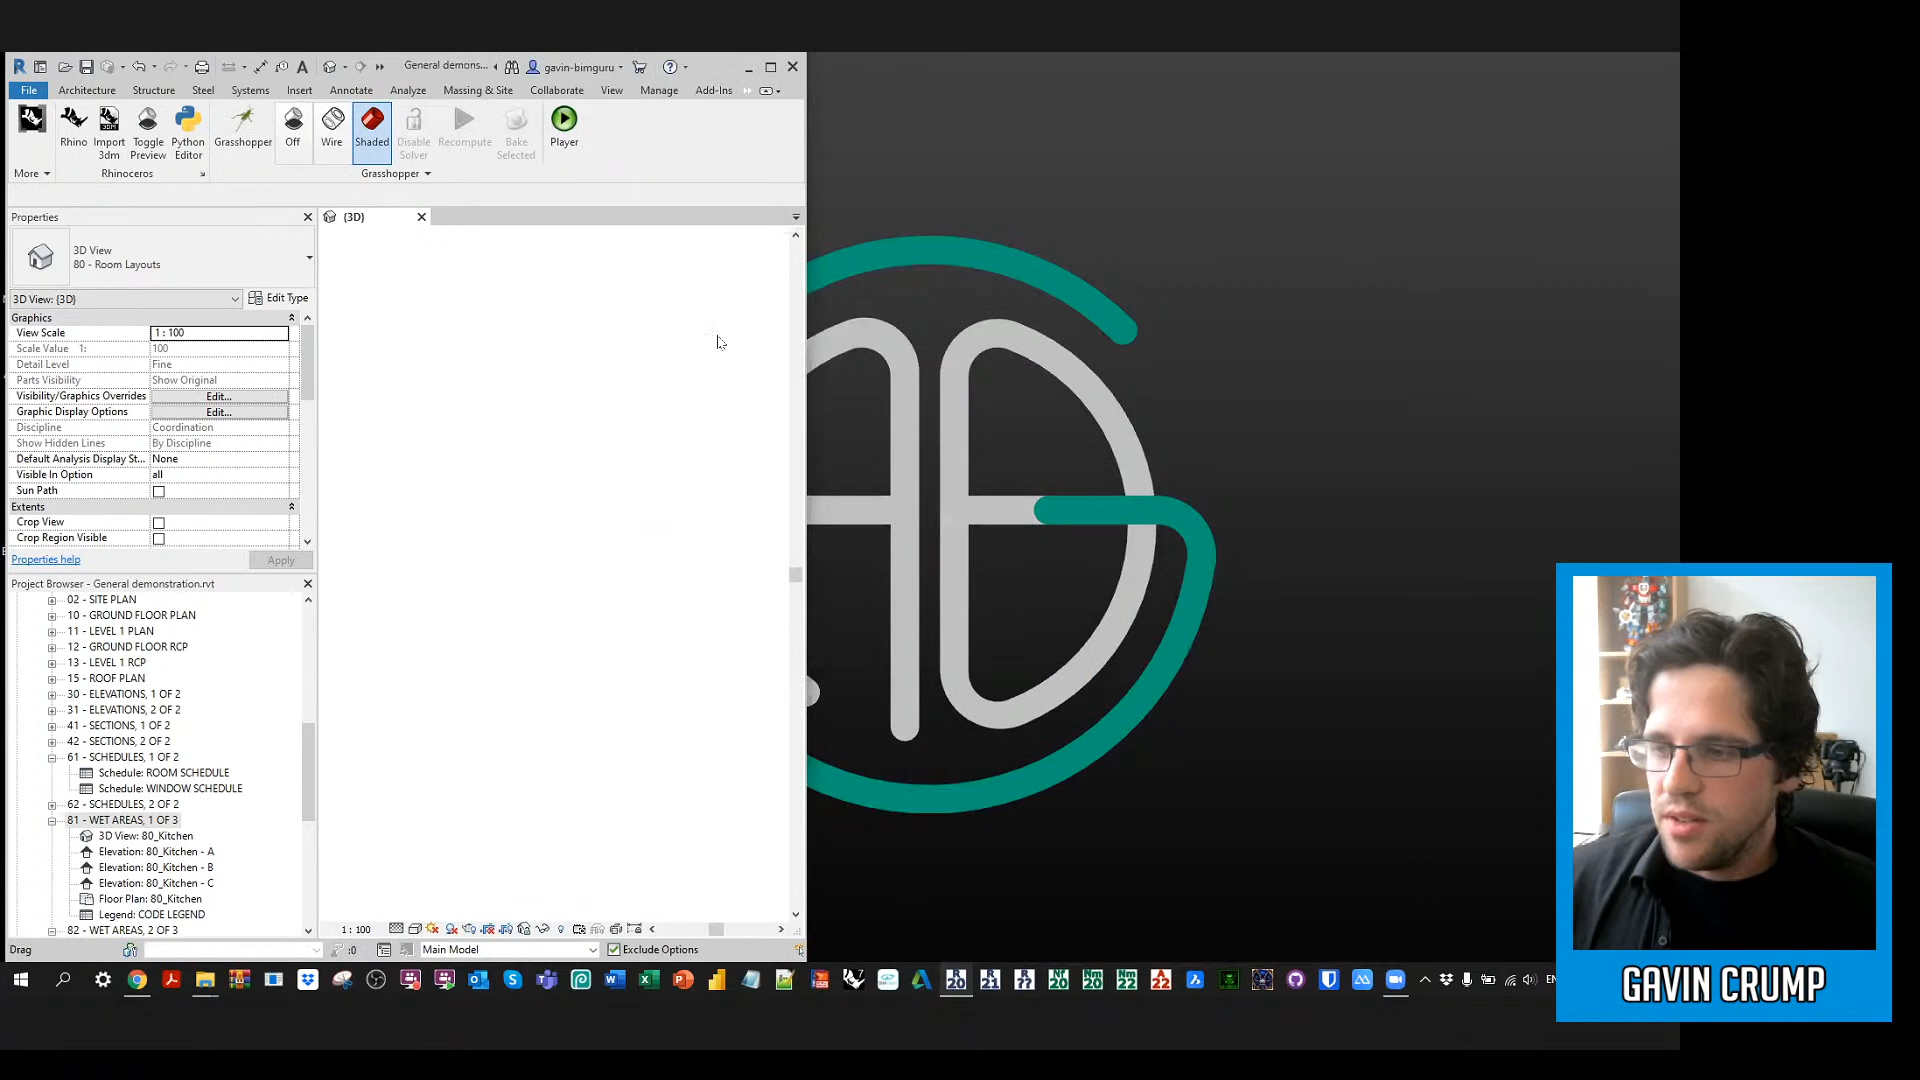 General demons...
gavin-bimguru
File
Architecture
Structure
Steel
Systems
Insert
Annotate
Analyze
Massing & Site
Collaborate
View
Manage
Add-Ins
Rhino
Import
3dm
Toggle
Preview
Python
Editor
Grasshopper
Off
Wire
Shaded
Disable
Solver
Recompute
Bake
Selected
Player
More
Rhinoceros
Grasshopper
Properties
{3D}
3D View
80 - Room Layouts
3D View: {3D}
Edit Type
Graphics
View Scale
1 : 100
Scale Value 1:
100
Detail Level
Fine
Parts Visibility
Show Original
Visibility/Graphics Overrides
Edit...
Graphic Display Options
Edit...
Discipline
Coordination
Show Hidden Lines
By Discipline
Default Analysis Display St...
None
Visible In Option
all
Sun Path
Extents
Crop View
Crop Region Visible
Properties help
Apply
Project Browser - General demonstration.rvt
02 - SITE PLAN
10 - GROUND FLOOR PLAN
11 - LEVEL 1 PLAN
12 - GROUND FLOOR RCP
13 - LEVEL 1 RCP
15 - ROOF PLAN
30 - ELEVATIONS, 1 OF 2
31 - ELEVATIONS, 2 OF 2
41 - SECTIONS, 1 OF 2
42 - SECTIONS, 2 OF 2
61 - SCHEDULES, 1 OF 2
Schedule: ROOM SCHEDULE
Schedule: WINDOW SCHEDULE
62 - SCHEDULES, 2 OF 2
81 - WET AREAS, 1 OF 3
3D View: 80_Kitchen
Elevation: 80_Kitchen - A
Elevation: 80_Kitchen - B
Elevation: 80_Kitchen - C
Floor Plan: 80_Kitchen
Legend: CODE LEGEND
82 - WET AREAS, 2 OF 3
1 : 100
Drag
:0
Main Model
Exclude Options
GAVIN CRUMP